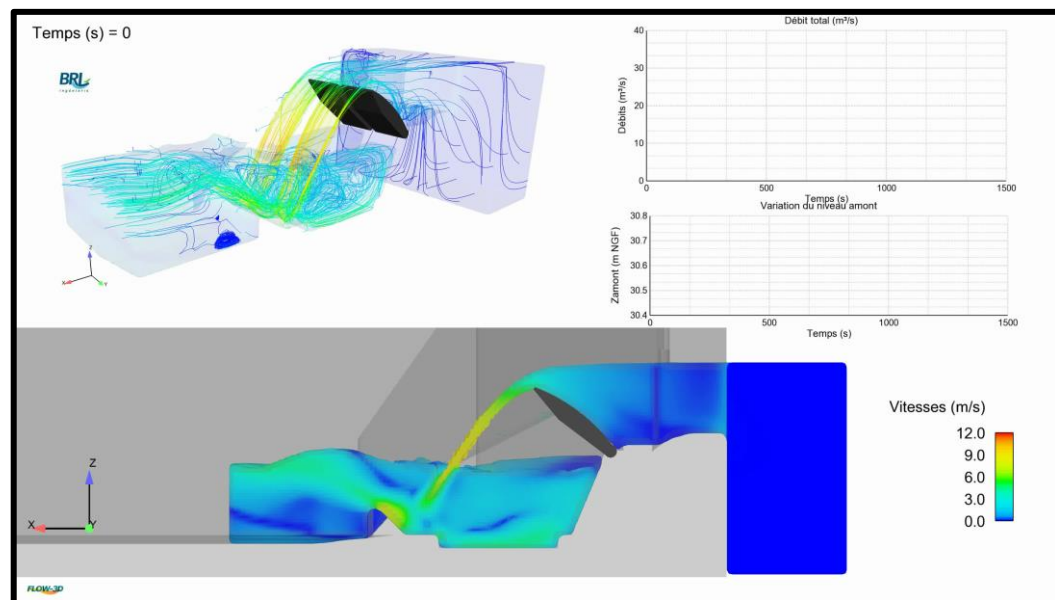 Temps (s) = 0
BRL
Ingénierie
Z
X
Y
Débit total (m³/s)
Débits (m³/s)
40
30
20
10
0
0 500 1000 1500
Temps (s)
Variation du niveau amont
Zamont (m NGF)
30.8
30.7
30.6
30.5
30.4
0 500 1000 1500
Temps (s)
Z
X
Y
Vitesses (m/s)
12.0
9.0
6.0
3.0
0.0
FLOW-3D